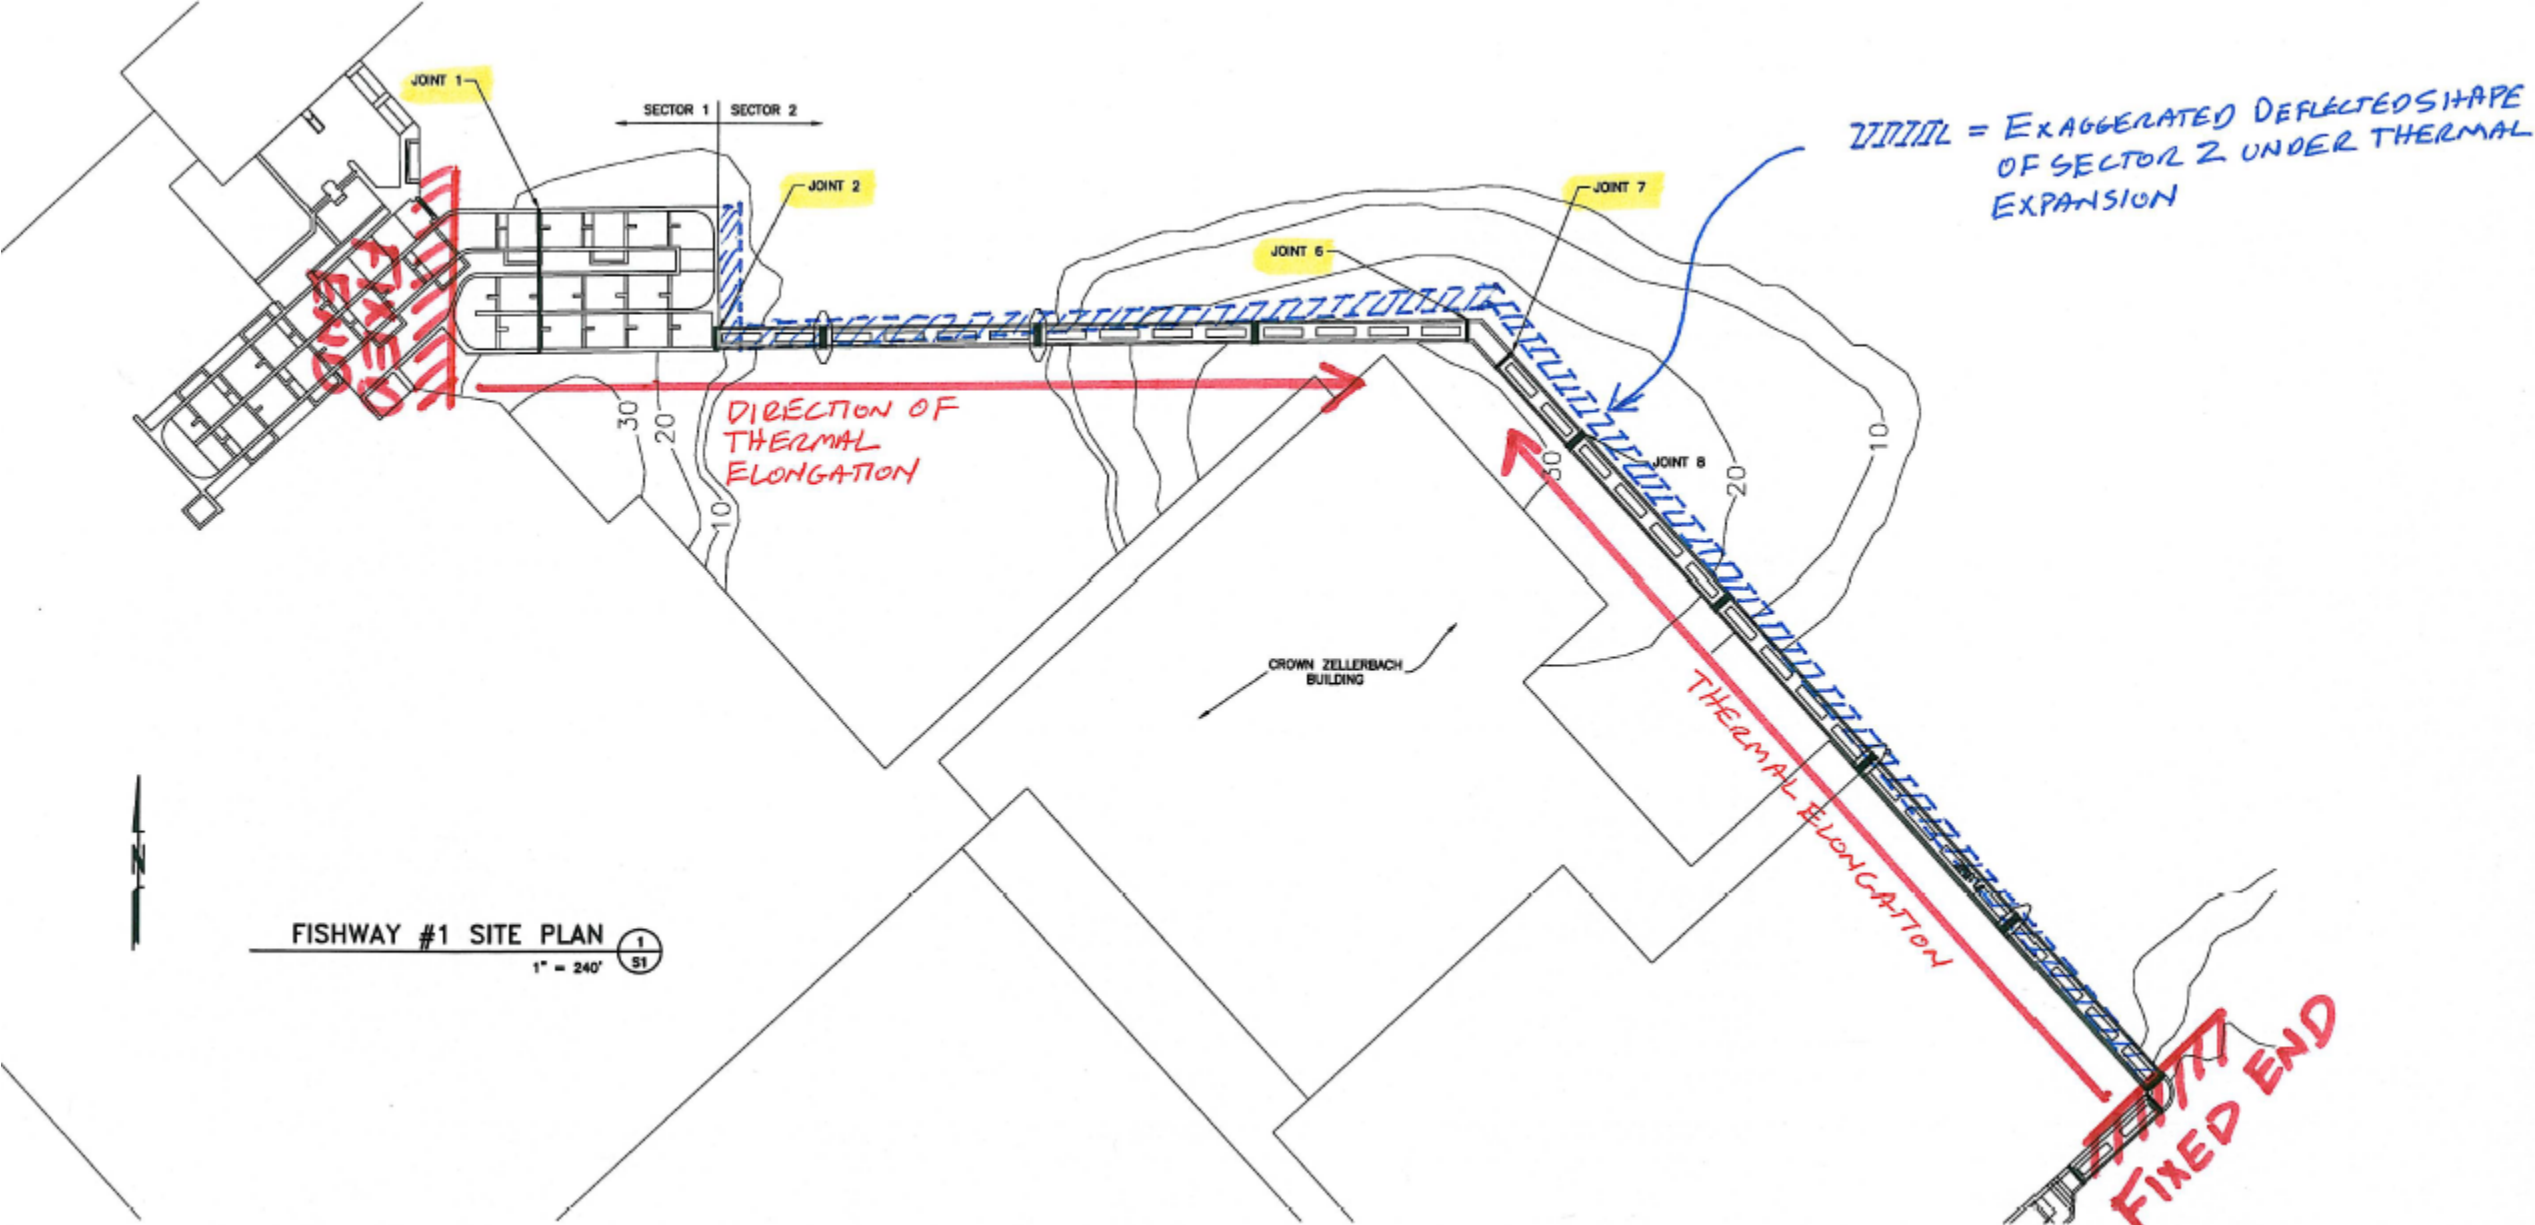 JOINT 1
SECTOR 1 SECTOR 2
JOINT 2
JOINT 7
JOINT 6
= EXAGGERATED DEFLECTED SHAPE
OF SECTOR 2 UNDER THERMAL
EXPANSION
FIXED
END
30
20
10
DIRECTION OF
THERMAL
ELONGATION
30
JOINT 8
20
10
CROWN ZELLERBACH
BUILDING
THERMAL ELONGATION
N
FISHWAY #1 SITE PLAN
1" = 240'
1
S1
FIXED END